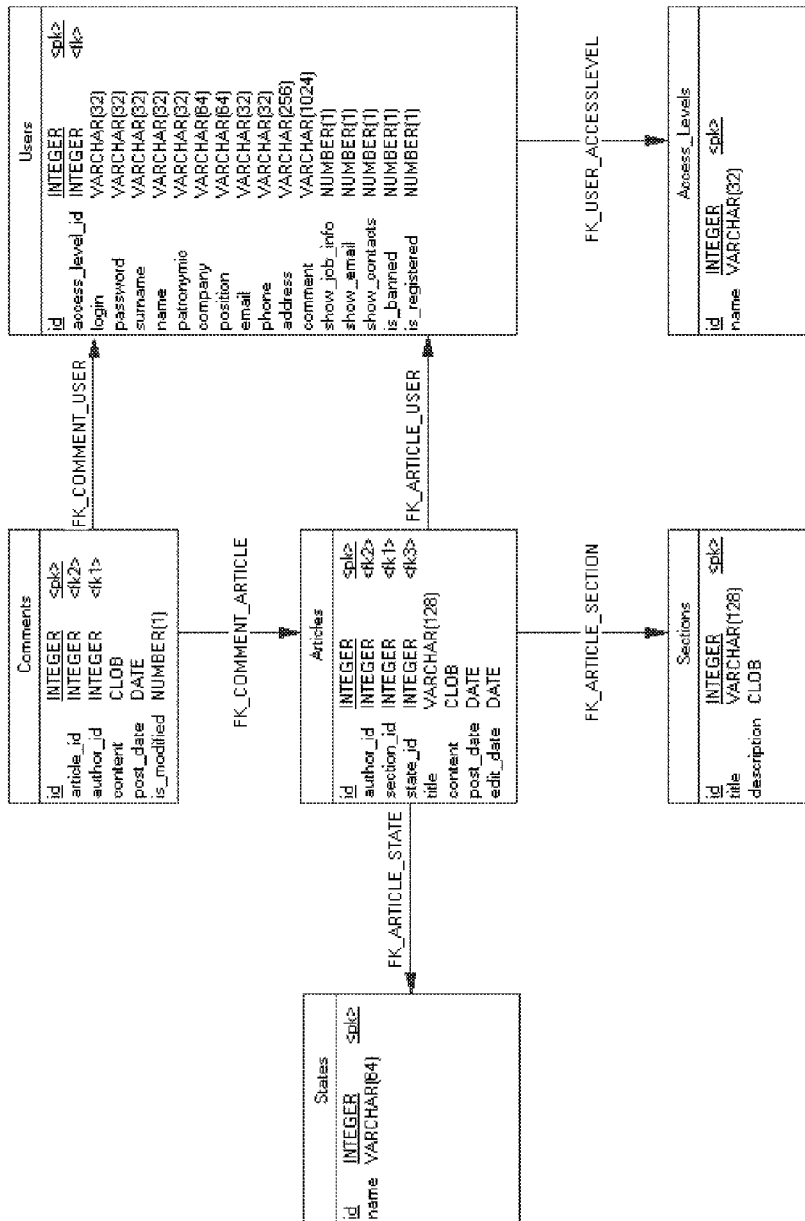 Comments
id INTEGER <pk>
article_id INTEGER <fk2>
author_id INTEGER <fk1>
content CLOB
post_date DATE
is_modified NUMBER(1)
FK_COMMENT_USER
Users
id INTEGER <pk>
access_level_id INTEGER <fk>
login VARCHAR(32)
password VARCHAR(32)
surname VARCHAR(32)
name VARCHAR(32)
patronymic VARCHAR(32)
company VARCHAR(64)
position VARCHAR(64)
email VARCHAR(32)
phone VARCHAR(32)
address VARCHAR(256)
comment VARCHAR(1024)
show_job_info NUMBER(1)
show_email NUMBER(1)
show_contacts NUMBER(1)
is_banned NUMBER(1)
is_registered NUMBER(1)
FK_COMMENT_ARTICLE
States
id INTEGER <pk>
name VARCHAR(64)
FK_ARTICLE_STATE
Articles
id INTEGER <pk>
author_id INTEGER <fk2>
section_id INTEGER <fk1>
state_id INTEGER <fk3>
title VARCHAR(128)
content CLOB
post_date DATE
edit_date DATE
FK_ARTICLE_USER
FK_ARTICLE_SECTION
FK_USER_ACCESSLEVEL
Sections
id INTEGER <pk>
title VARCHAR(128)
description CLOB
Access_Levels
id INTEGER <pk>
name VARCHAR(32)